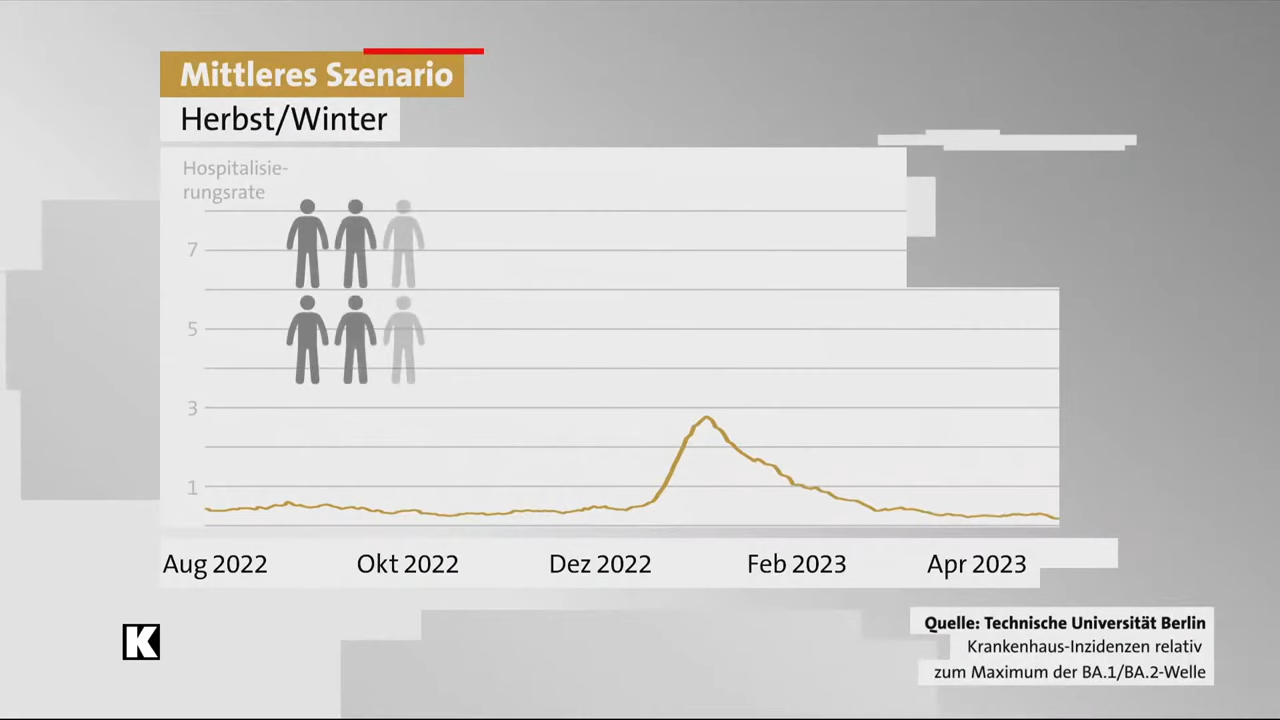 Mittleres Szenario
Herbst/Winter
Hospitalisie-
rungsrate
7
5
3
1
Aug 2022 Okt 2022 Dez 2022 Feb 2023 Apr 2023
K
Quelle: Technische Universität Berlin
Krankenhaus-Inzidenzen relativ
zum Maximum der BA.1/BA.2-Welle